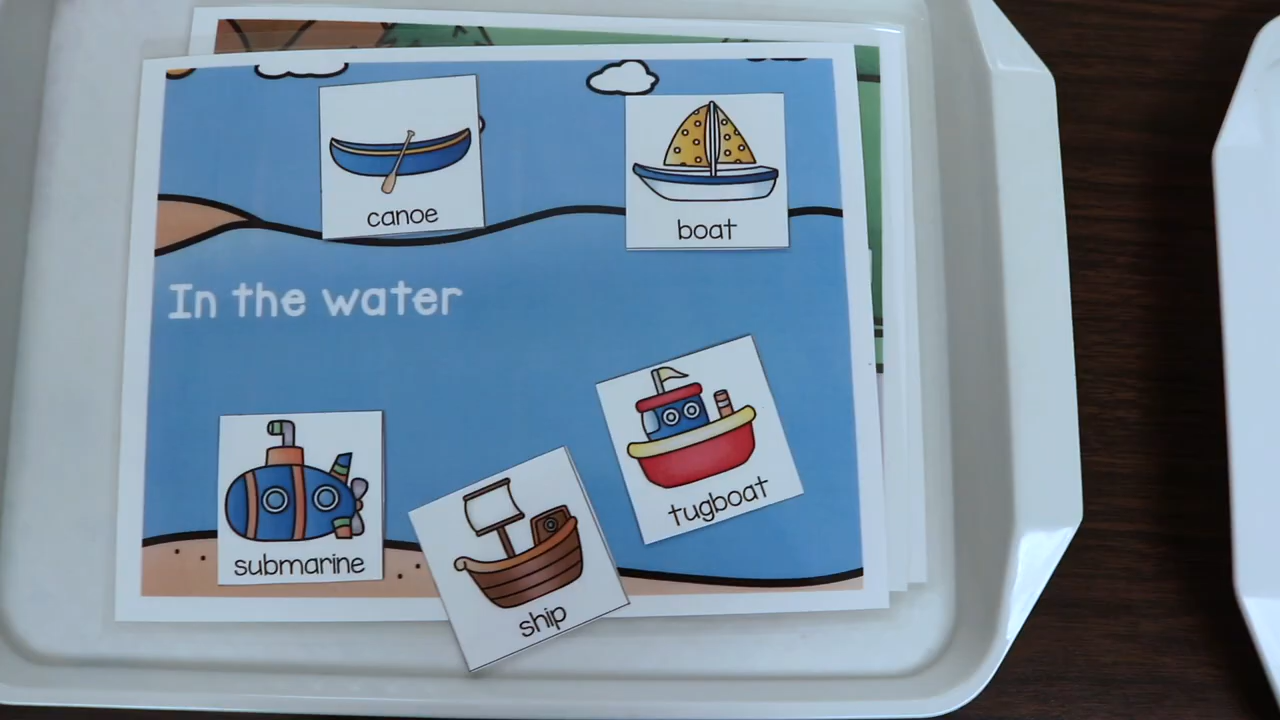 canoe
boat
In the water
tugboat
submarine
ship